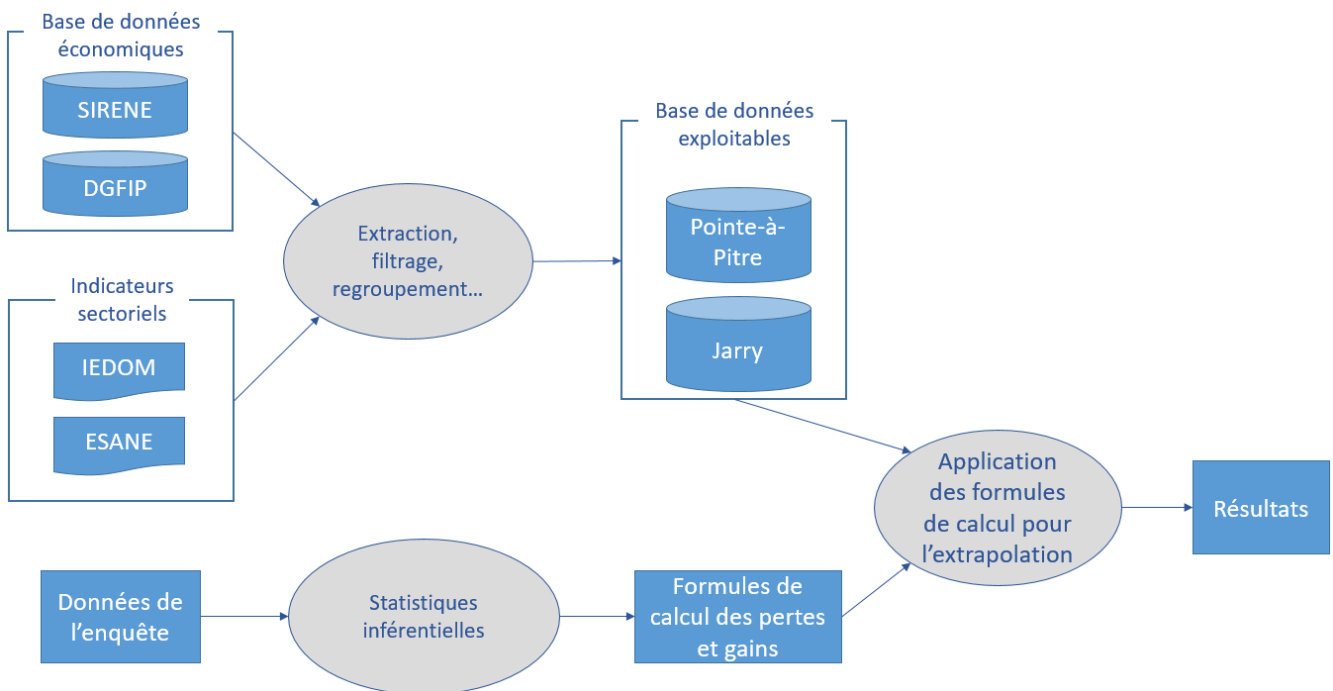 Base de données
économiques
SIRENE
DGFIP
Indicateurs
sectoriels
IEDOM
ESANE
Extraction,
filtrage,
regroupement...
Base de données
exploitables
Pointe-à-
Pitre
Jarry
Données de
l'enquête
Statistiques
inférentielles
Formules de
calcul des pertes
et gains
Application
des formules
de calcul pour
l'extrapolation
Résultats